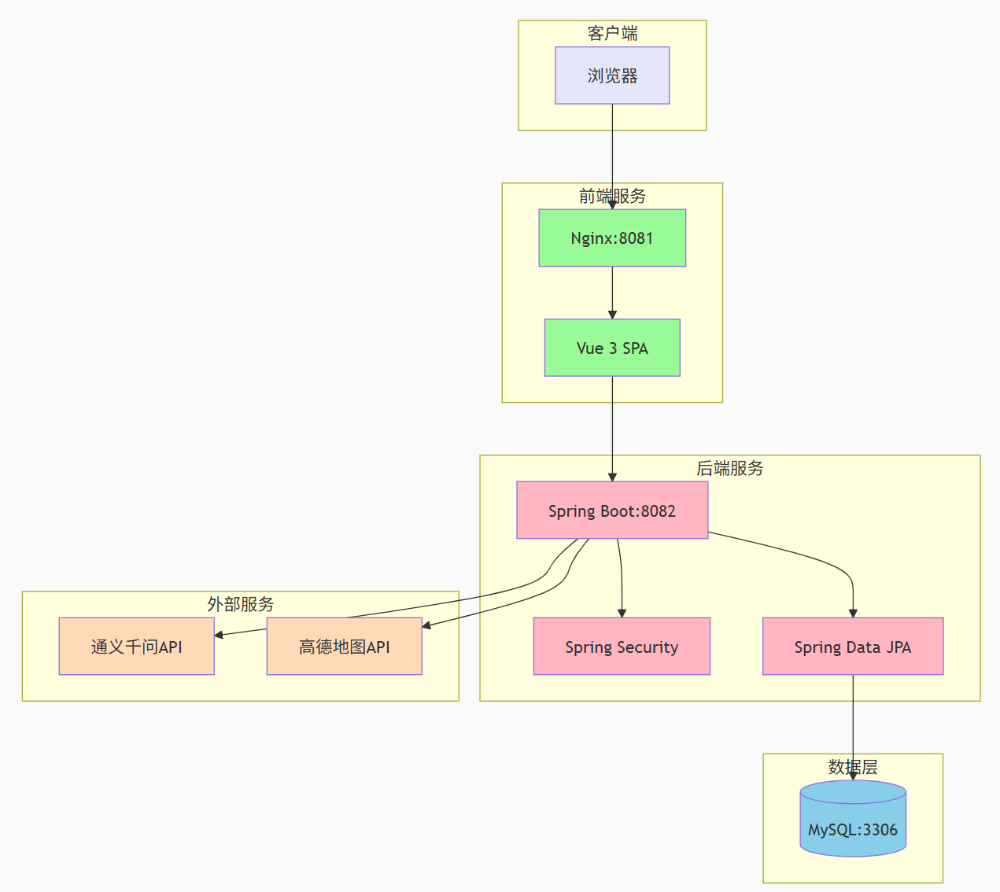 客户端
浏览器
前端服务
Nginx:8081
Vue 3 SPA
后端服务
Spring Boot:8082
外部服务
通义千问API
高德地图API
Spring Security
Spring Data JPA
数据层
MySQL:3306